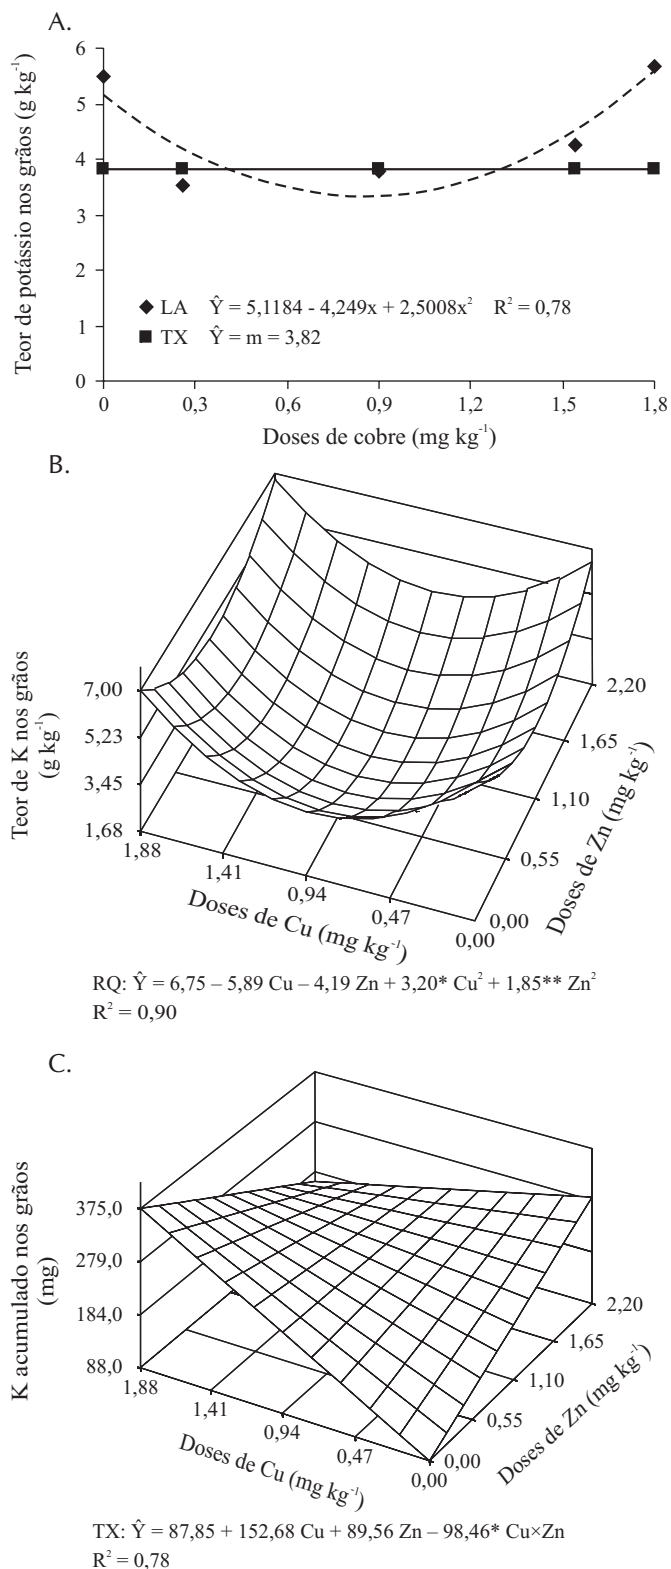 A.
Teor de potássio nos grãos (g kg⁻¹)
6
5
4
3
2
1
0
◆ LA Ŷ = 5,1184 - 4,249x + 2,5008x² R² = 0,78
■ TX Ŷ = m = 3,82
0 0,3 0,6 0,9 1,2 1,5 1,8
Doses de cobre (mg kg⁻¹)
B.
Teor de K nos grãos
(g kg⁻¹)
7,00
5,23
3,45
1,68
1,88
1,41
0,94
0,47
0,00
Doses de Cu (mg kg⁻¹)
2,20
1,65
1,10
0,55
0,00
Doses de Zn (mg kg⁻¹)
RQ: Ŷ = 6,75 – 5,89 Cu – 4,19 Zn + 3,20* Cu² + 1,85** Zn²
R² = 0,90
C.
K acumulado nos grãos
(mg)
375,0
279,0
184,0
88,0
1,88
1,41
0,94
0,47
0,00
Doses de Cu (mg kg⁻¹)
2,20
1,65
1,10
0,55
0,00
Doses de Zn (mg kg⁻¹)
TX: Ŷ = 87,85 + 152,68 Cu + 89,56 Zn – 98,46* Cu×Zn
R² = 0,78